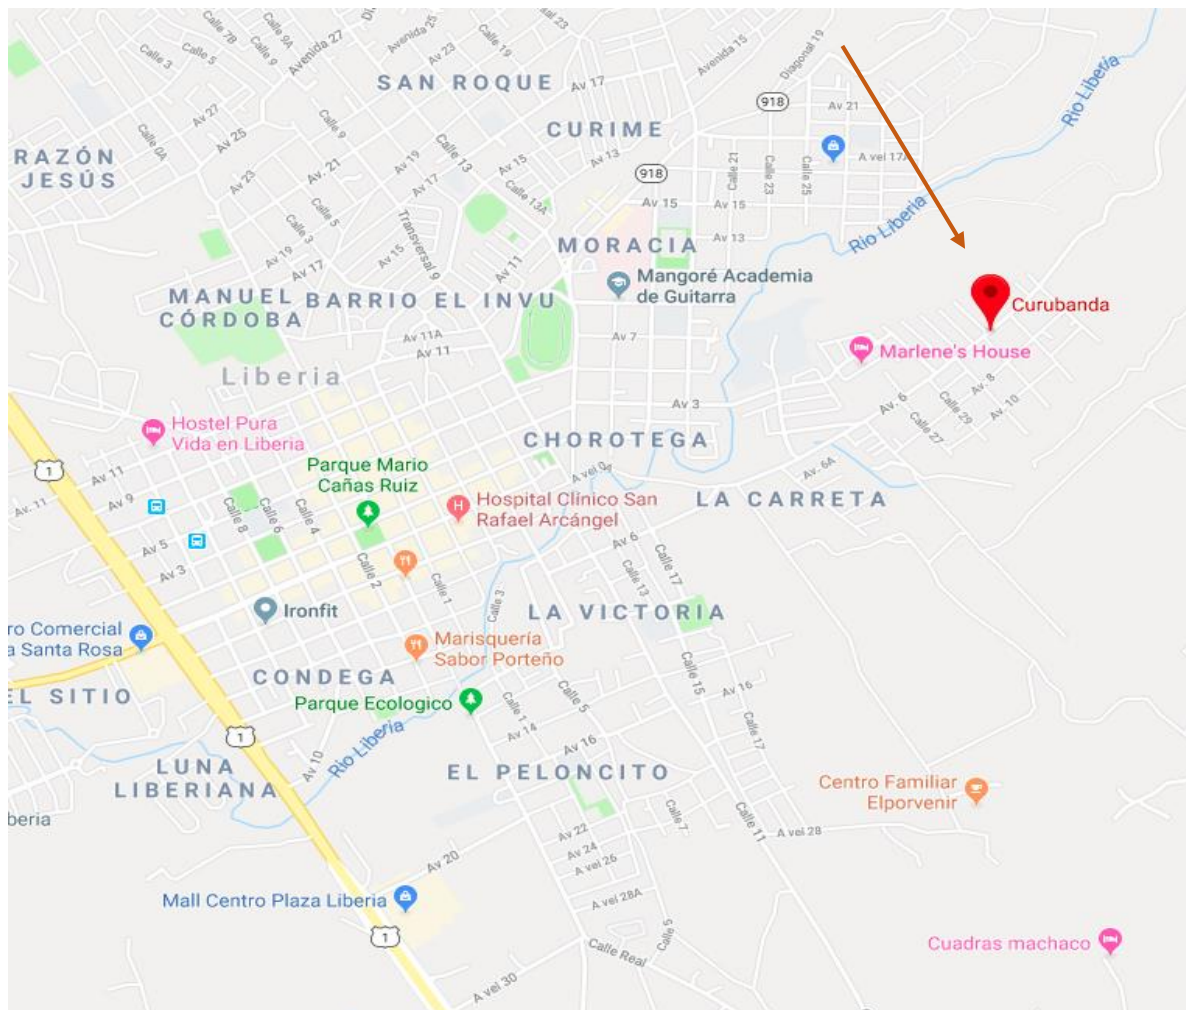 Calle 23
Calle 7B
Calle 9A
Avenida 25
Avenida 27
Calle 5
Calle 9
Calle 3
Av 23
Calle 19
Avenida 15
Diagonal 19
Rio Liberia
SAN ROQUE
Av 17
918
Av 21
Av 27
CURIME
Av 25
Calle 9
Calle 0A
RAZÓN
JESÚS
Av 19
Calle 13
Av 15
Av 13
918
Calle 21
Calle 23
Calle 25
A vei 17A
Av 21
Av 23
Av 17
Calle 13A
Av 15
Av 15
Rio Liberia
Calle 5
Calle 3
Transversal 9
Av 13
MORACIA
Av 19
Av 15
Av 11
Av 17
Mangoré Academia
de Guitarra
MANUEL
CÓRDOBA
BARRIO EL INVU
Curubanda
Av 11A
Av 11
Av 7
Marlene's House
Liberia
Av. 8
Av. 6
Av. 10
Calle 29
Calle 27
Av 3
Hostel Pura
Vida en Liberia
CHOROTEGA
Parque Mario
Cañas Ruiz
1
Av 11
Av. 11
Av 9
Av. 6A
LA CARRETA
Hospital Clínico San
Rafael Arcángel
Calle 8
Calle 6
Calle 4
Av 5
Av 3
Av 6
Calle 17
Calle 2
Calle 1
Calle 3
Calle 13
Ironfit
LA VICTORIA
ro Comercial
a Santa Rosa
Marisquería
Sabor Porteño
CONDEGA
EL SITIO
Calle 15
Av 16
Parque Ecologico
Calle 1
Calle 5
Av 14
Calle 17
Rio Liberia
1
Av 10
Av 16
LUNA
LIBERIANA
EL PELONCITO
Centro Familiar
Elporvenir
beria
Calle 7
Calle 11
A vei 28
Av 22
Av 24
A vei 26
Av 20
Mall Centro Plaza Liberia
A vei 28A
1
Calle 5
Calle Real
Cuadras machaco
A vei 30